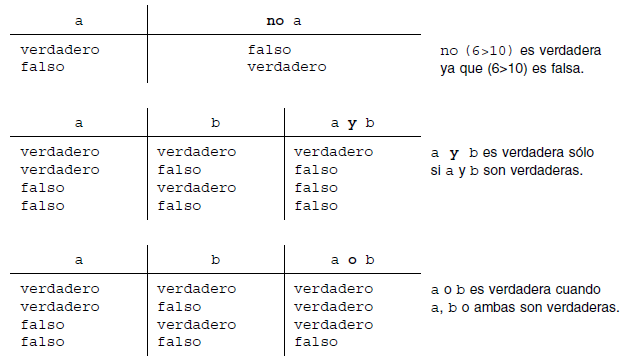 a no a
verdadero falso
falso verdadero
no (6>10) es verdadera
ya que (6>10) es falsa.
a b a y b
verdadero verdadero verdadero
verdadero falso falso
falso verdadero falso
falso falso falso
a y b es verdadera sólo
si a y b son verdaderas.
a b a o b
verdadero verdadero verdadero
verdadero falso verdadero
falso verdadero verdadero
falso falso falso
a o b es verdadera cuando
a, b o ambas son verdaderas.